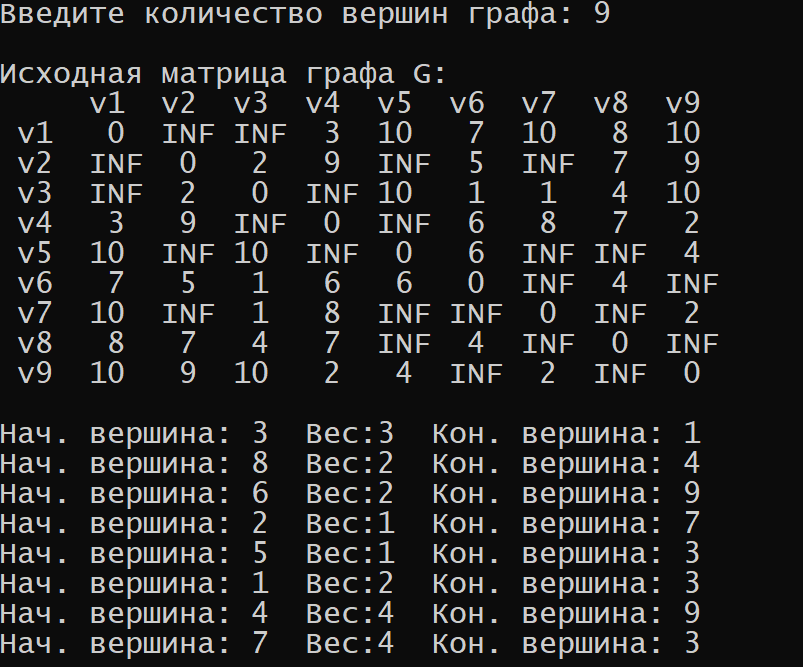 Введите количество вершин графа: 9
Исходная матрица графа G:
v1 v2 v3 v4 v5 v6 v7 v8 v9
v1 0 INF INF 3 10 7 10 8 10
v2 INF 0 2 9 INF 5 INF 7 9
v3 INF 2 0 INF 10 1 1 4 10
v4 3 9 INF 0 INF 6 8 7 2
v5 10 INF 10 INF 0 6 INF INF 4
v6 7 5 1 6 6 0 INF 4 INF
v7 10 INF 1 8 INF INF 0 INF 2
v8 8 7 4 7 INF 4 INF 0 INF
v9 10 9 10 2 4 INF 2 INF 0
Нач. вершина: 3 Вес:3 Кон. вершина: 1
Нач. вершина: 8 Вес:2 Кон. вершина: 4
Нач. вершина: 6 Вес:2 Кон. вершина: 9
Нач. вершина: 2 Вес:1 Кон. вершина: 7
Нач. вершина: 5 Вес:1 Кон. вершина: 3
Нач. вершина: 1 Вес:2 Кон. вершина: 3
Нач. вершина: 4 Вес:4 Кон. вершина: 9
Нач. вершина: 7 Вес:4 Кон. вершина: 3